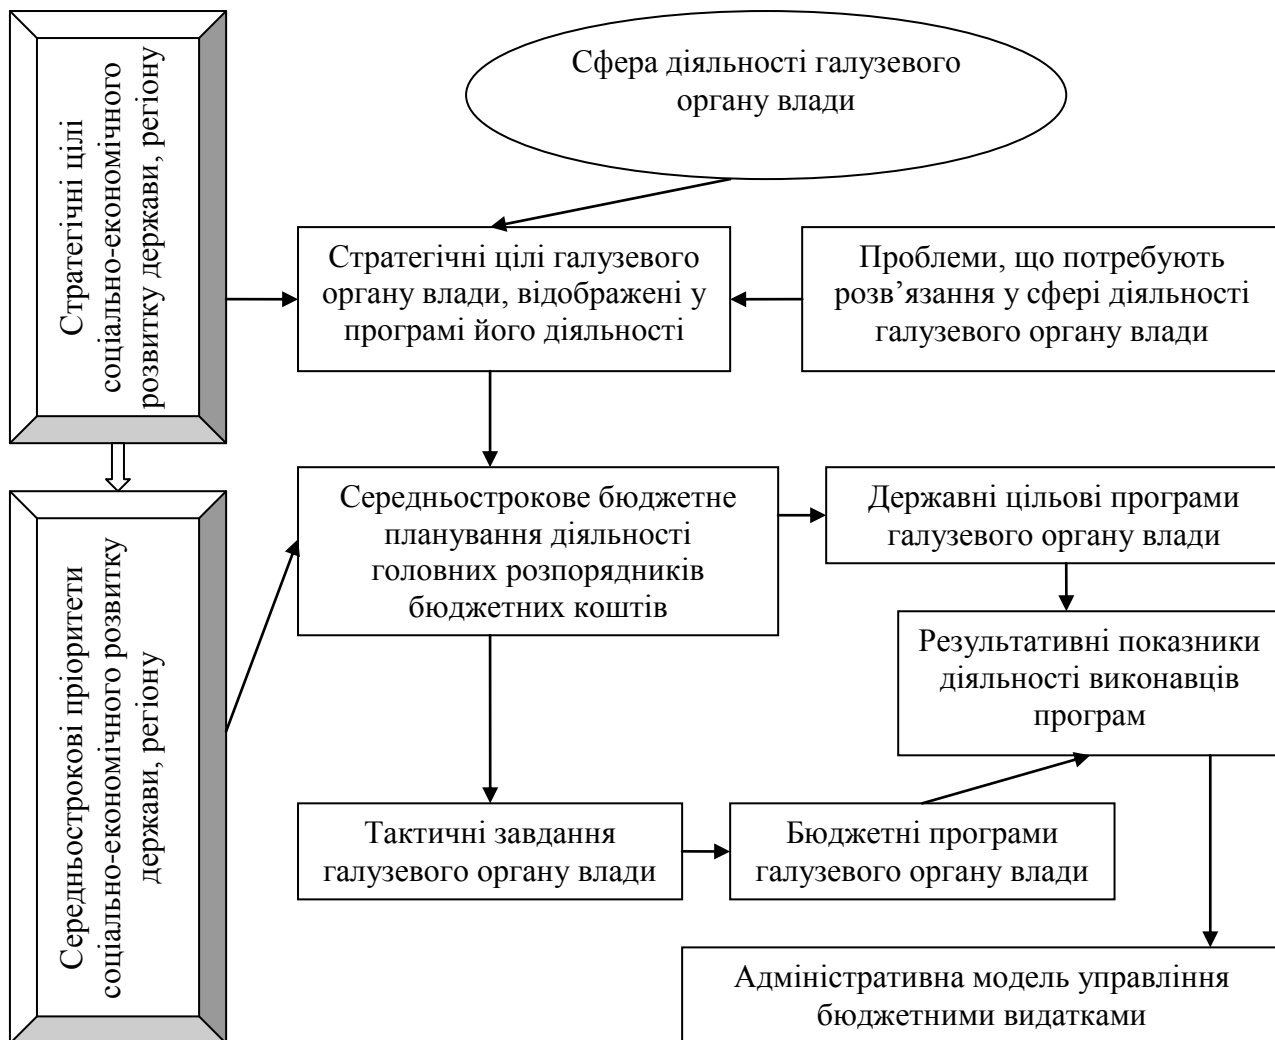 Стратегічні цілі
соціально-економічного
розвитку держави, регіону
Сфера діяльності галузевого
органу влади
Стратегічні цілі галузевого
органу влади, відображені у
програмі його діяльності
Проблеми, що потребують
розв’язання у сфері діяльності
галузевого органу влади
Середньострокові пріоритети
соціально-економічного розвитку
держави, регіону
Середньострокове бюджетне
планування діяльності
головних розпорядників
бюджетних коштів
Державні цільові програми
галузевого органу влади
Результативні показники
діяльності виконавців
програм
Тактичні завдання
галузевого органу влади
Бюджетні програми
галузевого органу влади
Адміністративна модель управління
бюджетними видатками